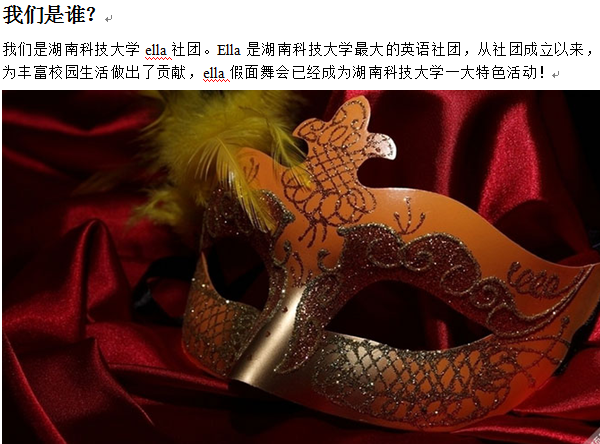 我们是谁？
我们是湖南科技大学 ella 社团。Ella 是湖南科技大学最大的英语社团，从社团成立以来，
为丰富校园生活做出了贡献，ella 假面舞会已经成为湖南科技大学一大特色活动！